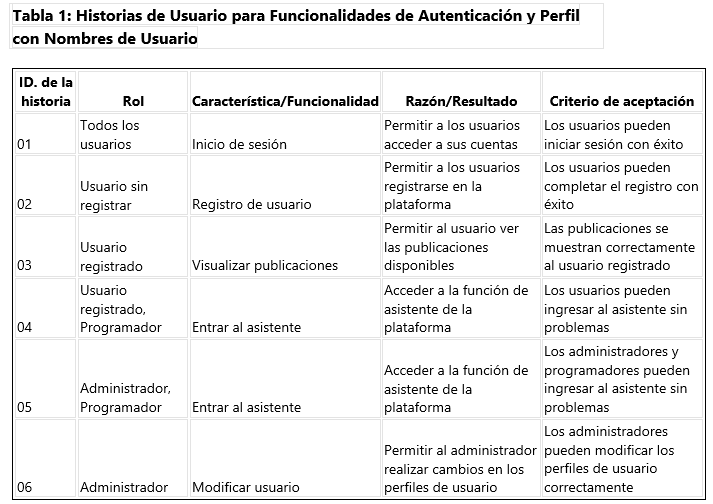 Tabla 1: Historias de Usuario para Funcionalidades de Autenticación y Perfil
con Nombres de Usuario
ID. de la
historia
Rol
Característica/Funcionalidad
Razón/Resultado
Criterio de aceptación
01
Todos los
usuarios
Inicio de sesión
Permitir a los usuarios
acceder a sus cuentas
Los usuarios pueden
iniciar sesión con éxito
02
Usuario sin
registrar
Registro de usuario
Permitir a los usuarios
registrarse en la
plataforma
Los usuarios pueden
completar el registro con
éxito
03
Usuario
registrado
Visualizar publicaciones
Permitir al usuario ver
las publicaciones
disponibles
Las publicaciones se
muestran correctamente
al usuario registrado
04
Usuario
registrado,
Programador
Entrar al asistente
Acceder a la función de
asistente de la
plataforma
Los usuarios pueden
ingresar al asistente sin
problemas
05
Administrador,
Programador
Entrar al asistente
Acceder a la función de
asistente de la
plataforma
Los administradores y
programadores pueden
ingresar al asistente sin
problemas
06
Administrador
Modificar usuario
Permitir al administrador
realizar cambios en los
perfiles de usuario
Los administradores
pueden modificar los
perfiles de usuario
correctamente